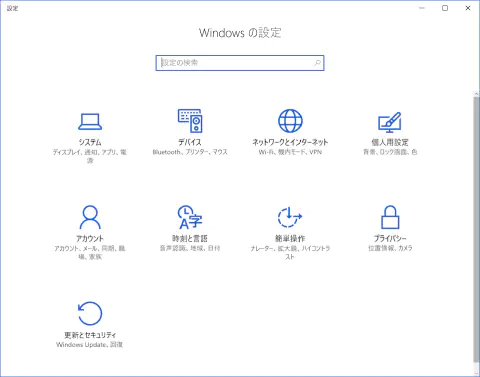 設定
Windows の設定
設定の検索
システム
ディスプレイ、通知、アプリ、電
源
デバイス
Bluetooth、プリンター、マウス
ネットワークとインターネット
Wi-Fi、機内モード、VPN
個人用設定
背景、ロック画面、色
アカウント
アカウント、メール、同期、職
場、家族
時刻と言語
音声認識、地域、日付
簡単操作
ナレーター、拡大鏡、ハイコントラ
スト
プライバシー
位置情報、カメラ
更新とセキュリティ
Windows Update、回復